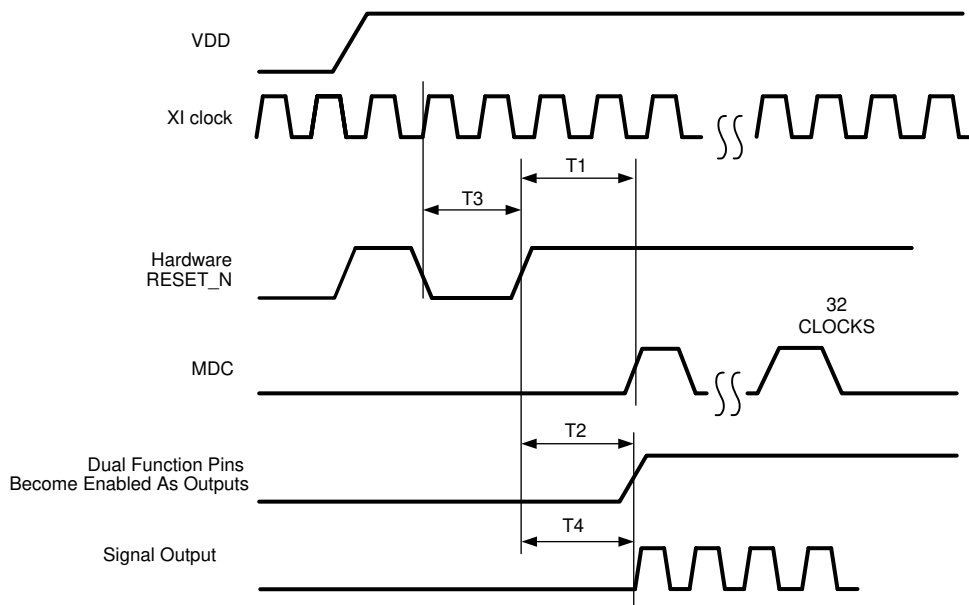 VDD
XI clock
T1
T3
Hardware
RESET_N
32
CLOCKS
MDC
T2
Dual Function Pins
Become Enabled As Outputs
T4
Signal Output